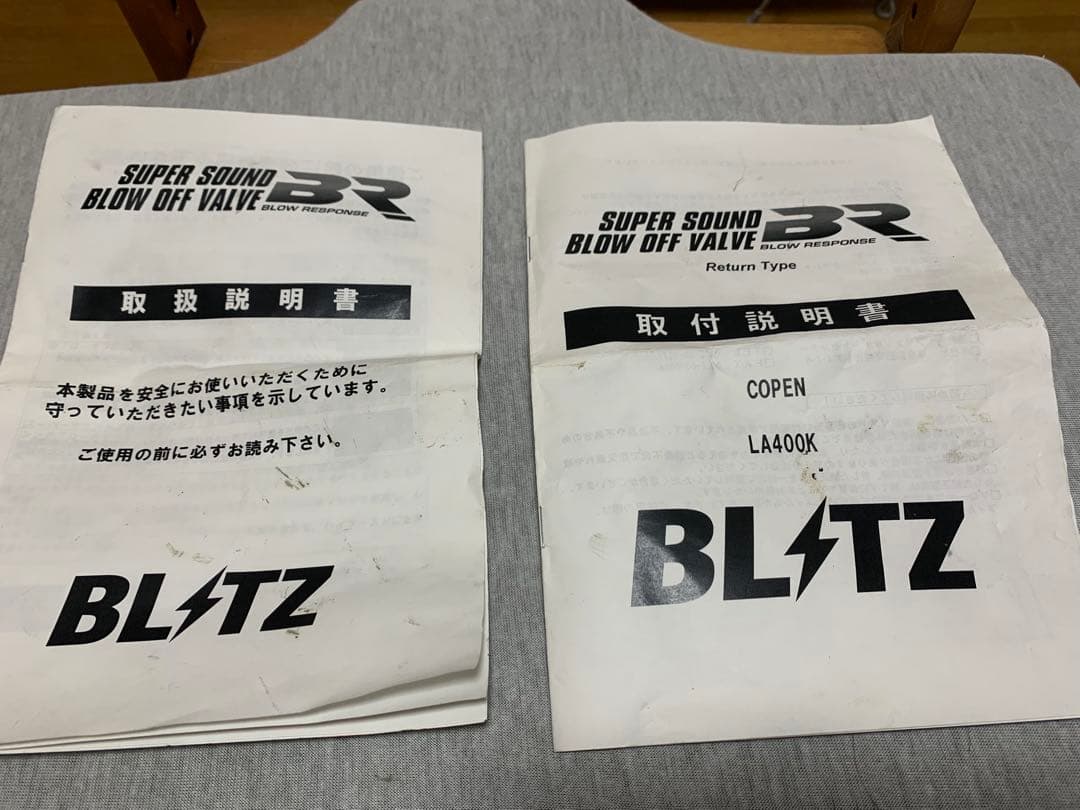 SUPER SOUND
BLOW OFF VALVE BR
BLOW RESPONSE
取扱説明書
本製品を安全にお使いいただくために
守っていただきたい事項を示しています。
ご使用の前に必ずお読み下さい。
BLITZ
SUPER SOUND
BLOW OFF VALVE BR
BLOW RESPONSE
Return Type
取付説明書
COPEN
LA400K
BLITZ